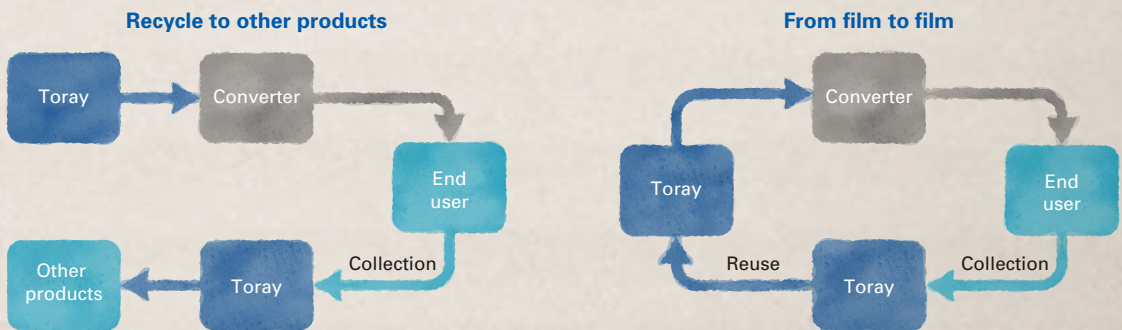 Recycle to other products
Toray
Converter
End
user
Collection
Toray
Other
products
From film to film
Converter
Toray
End
user
Reuse
Collection
Toray